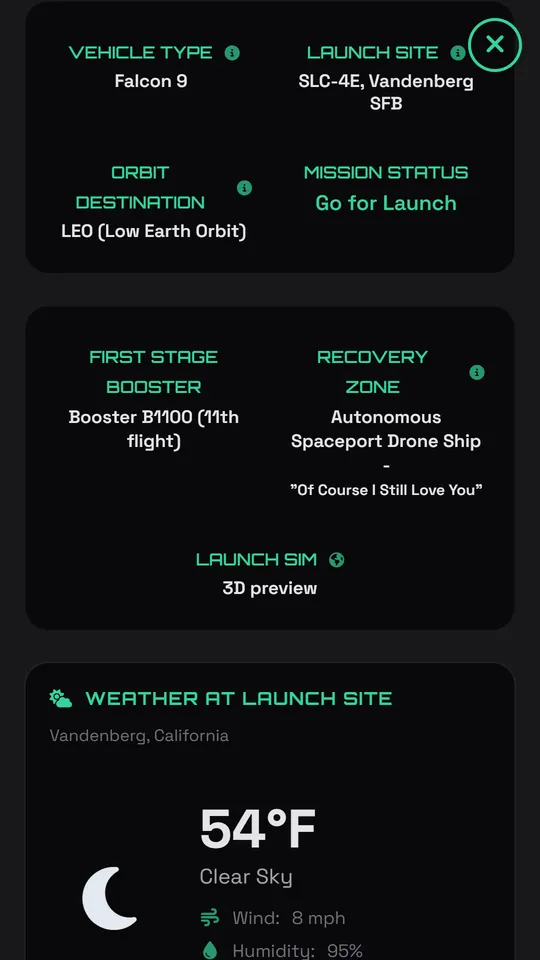 VEHICLE TYPE
Falcon 9
LAUNCH SITE
SLC-4E, Vandenberg
SFB
ORBIT
DESTINATION
LEO (Low Earth Orbit)
MISSION STATUS
Go for Launch
FIRST STAGE
BOOSTER
Booster B1100 (11th
flight)
RECOVERY
ZONE
Autonomous
Spaceport Drone Ship
-
"Of Course I Still Love You"
LAUNCH SIM
3D preview
WEATHER AT LAUNCH SITE
Vandenberg, California
54°F
Clear Sky
Wind: 8 mph
Humidity: 95%